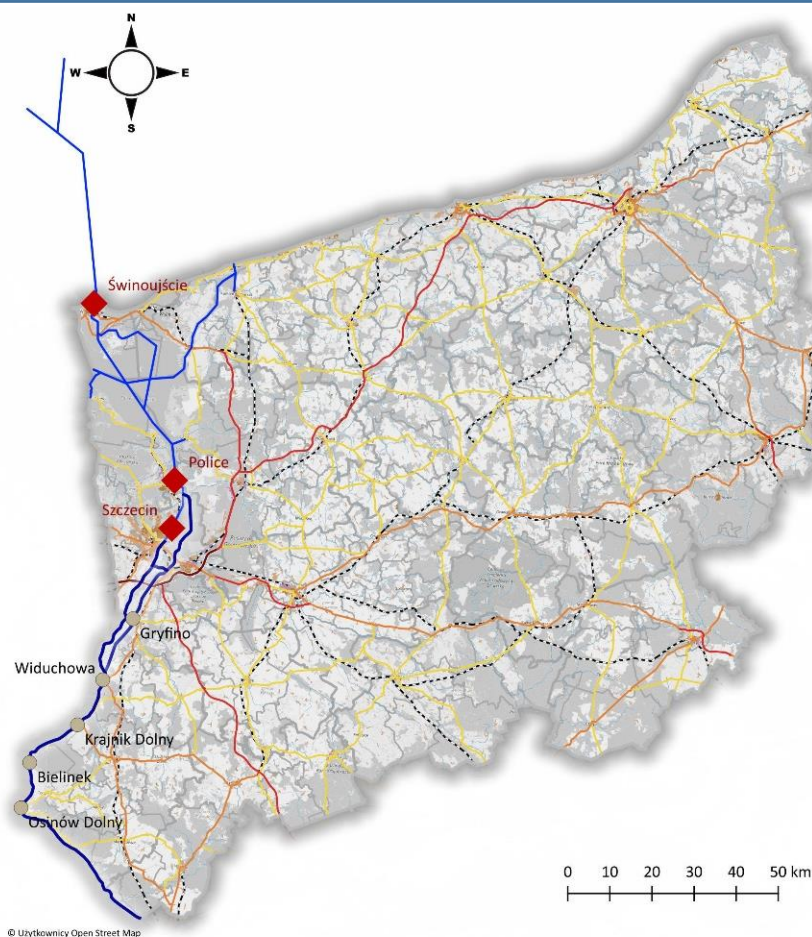 N
W E
S
Świnoujście
Police
Szczecin
Gryfino
Widuchowa
Krajnik Dolny
Bielinek
Osinów Dolny
0 10 20 30 40 50 km
© Użytkownicy Open Street Map